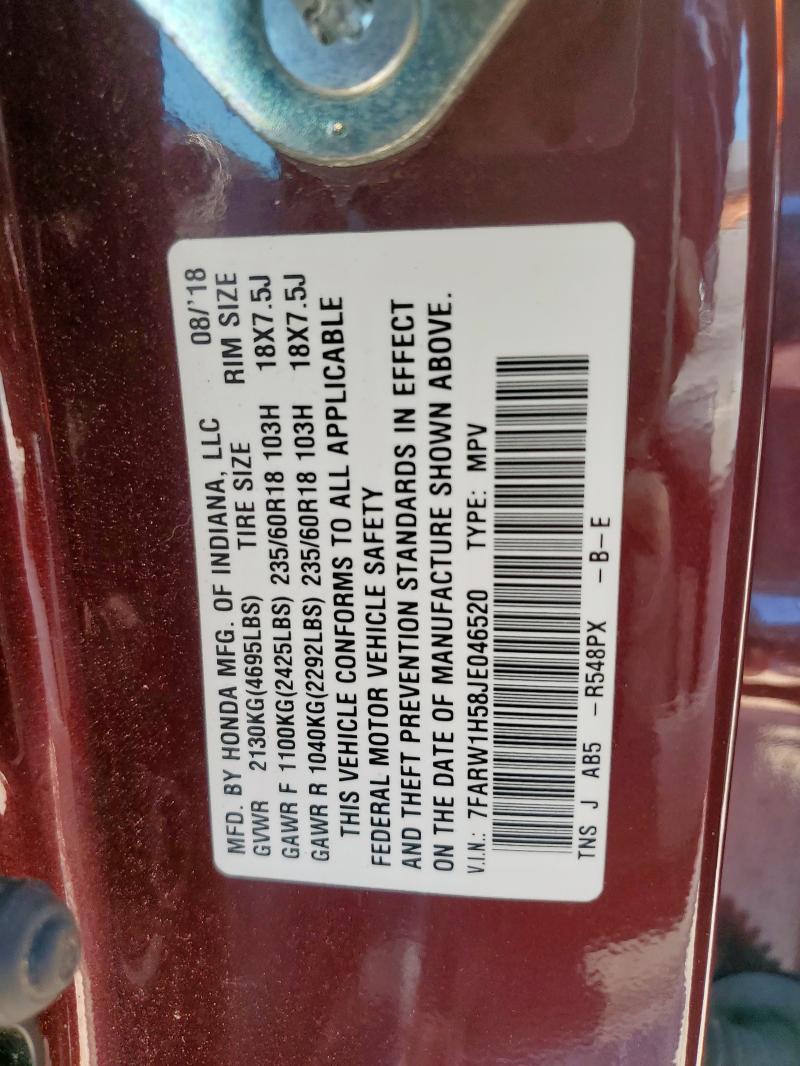 MFD. BY HONDA MFG. OF INDIANA, LLC 08/'18
GVWR 2130KG(4695LBS) TIRE SIZE RIM SIZE
GAWR F 1100KG(2425LBS) 235/60R18 103H 18X7.5J
GAWR R 1040KG(2292LBS) 235/60R18 103H 18X7.5J
THIS VEHICLE CONFORMS TO ALL APPLICABLE
FEDERAL MOTOR VEHICLE SAFETY
AND THEFT PREVENTION STANDARDS IN EFFECT
ON THE DATE OF MANUFACTURE SHOWN ABOVE.
V.I.N.: 7FARW1H58JE046520 TYPE: MPV
TNS J AB5 -R548PX -B-E